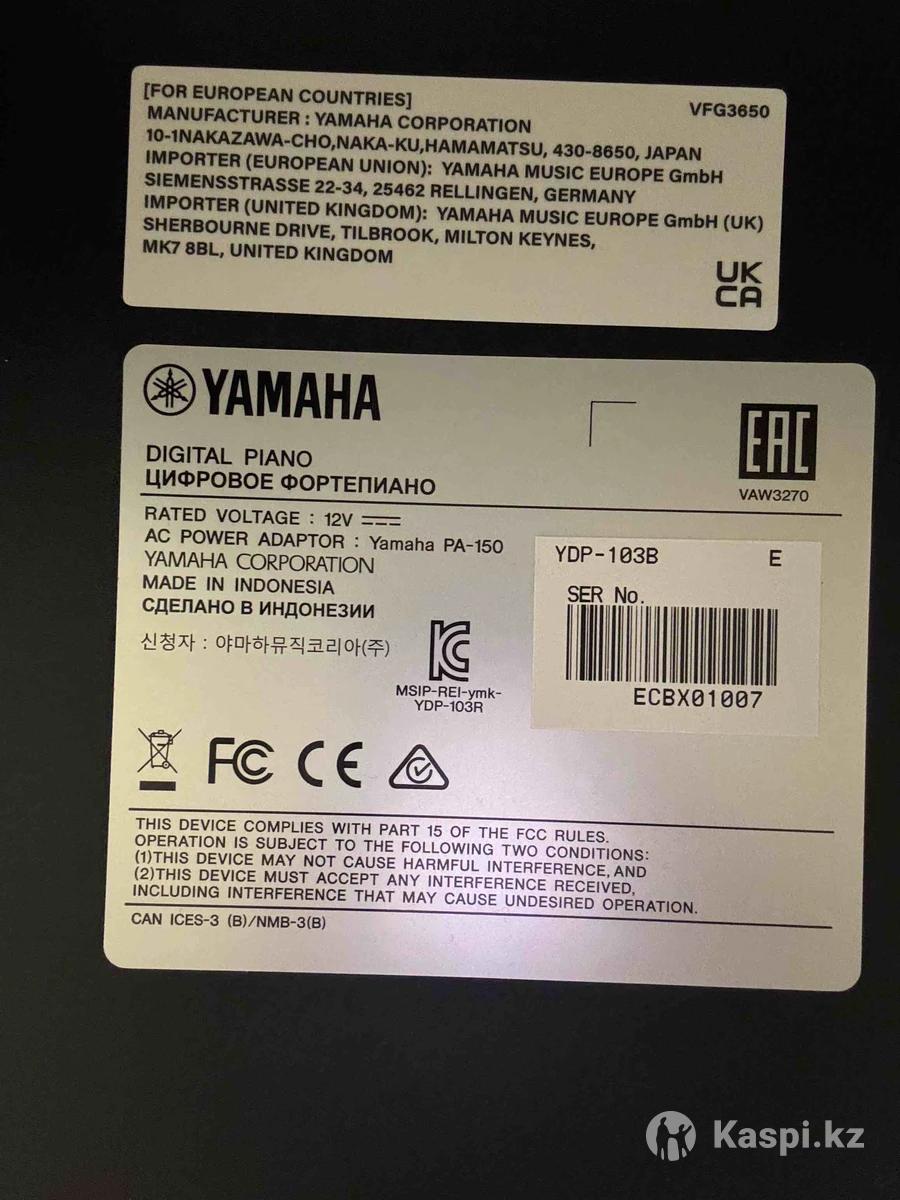 [FOR EUROPEAN COUNTRIES]
VFG3650
MANUFACTURER : YAMAHA CORPORATION
10-1NAKAZAWA-CHO,NAKA-KU,HAMAMATSU, 430-8650, JAPAN
IMPORTER (EUROPEAN UNION): YAMAHA MUSIC EUROPE GmbH
SIEMENSSTRASSE 22-34, 25462 RELLINGEN, GERMANY
IMPORTER (UNITED KINGDOM): YAMAHA MUSIC EUROPE GmbH (UK)
SHERBOURNE DRIVE, TILBROOK, MILTON KEYNES,
MK7 8BL, UNITED KINGDOM
UK
CA
YAMAHA
EAC
VAW3270
DIGITAL PIANO
ЦИФРОВОЕ ФОРТЕПИАНО
RATED VOLTAGE : 12V
AC POWER ADAPTOR : Yamaha PA-150
YAMAHA CORPORATION
MADE IN INDONESIA
СДЕЛАНО В ИНДОНЕЗИИ
신청자 : 야마하뮤직코리아(주)
MSIP-REI-ymk-
YDP-103R
YDP-103B E
SER No.
ECBX01007
FC CE
THIS DEVICE COMPLIES WITH PART 15 OF THE FCC RULES.
OPERATION IS SUBJECT TO THE FOLLOWING TWO CONDITIONS:
(1)THIS DEVICE MAY NOT CAUSE HARMFUL INTERFERENCE, AND
(2)THIS DEVICE MUST ACCEPT ANY INTERFERENCE RECEIVED,
INCLUDING INTERFERENCE THAT MAY CAUSE UNDESIRED OPERATION.
CAN ICES-3 (B)/NMB-3(B)
Kaspi.kz